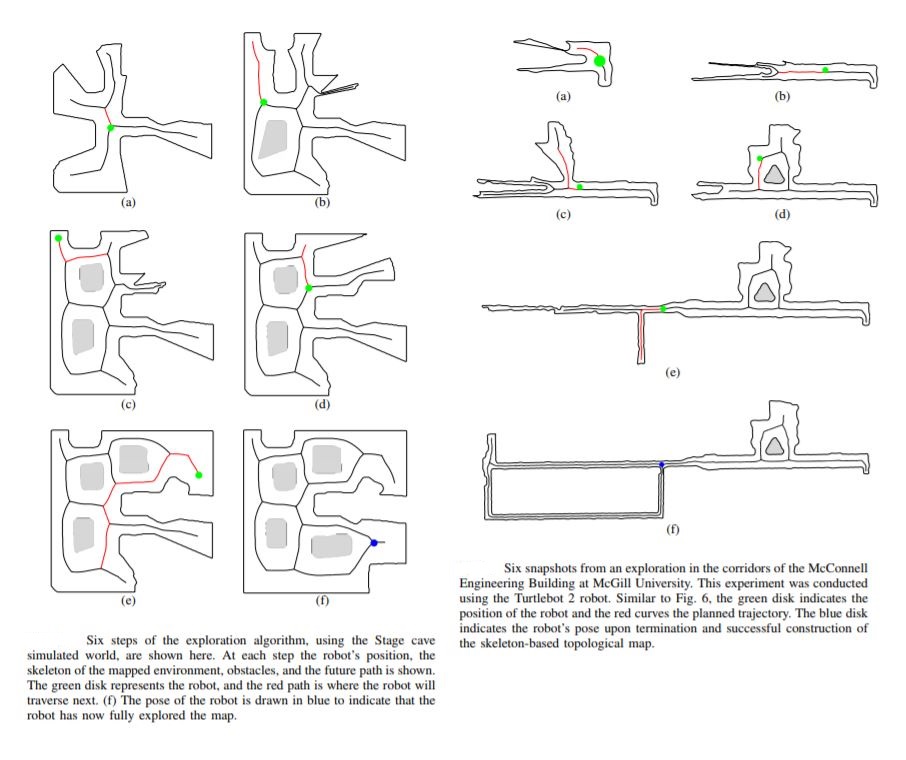 (a)
(b)
(c)
(d)
(e)
(f)
Six steps of the exploration algorithm, using the Stage cave
simulated world, are shown here. At each step the robot's position, the
skeleton of the mapped environment, obstacles, and the future path is shown.
The green disk represents the robot, and the red path is where the robot will
traverse next. (f) The pose of the robot is drawn in blue to indicate that the
robot has now fully explored the map.
(a)
(b)
(c)
(d)
(e)
(f)
Six snapshots from an exploration in the corridors of the McConnell
Engineering Building at McGill University. This experiment was conducted
using the Turtlebot 2 robot. Similar to Fig. 6, the green disk indicates the
position of the robot and the red curves the planned trajectory. The blue disk
indicates the robot's pose upon termination and successful construction of
the skeleton-based topological map.